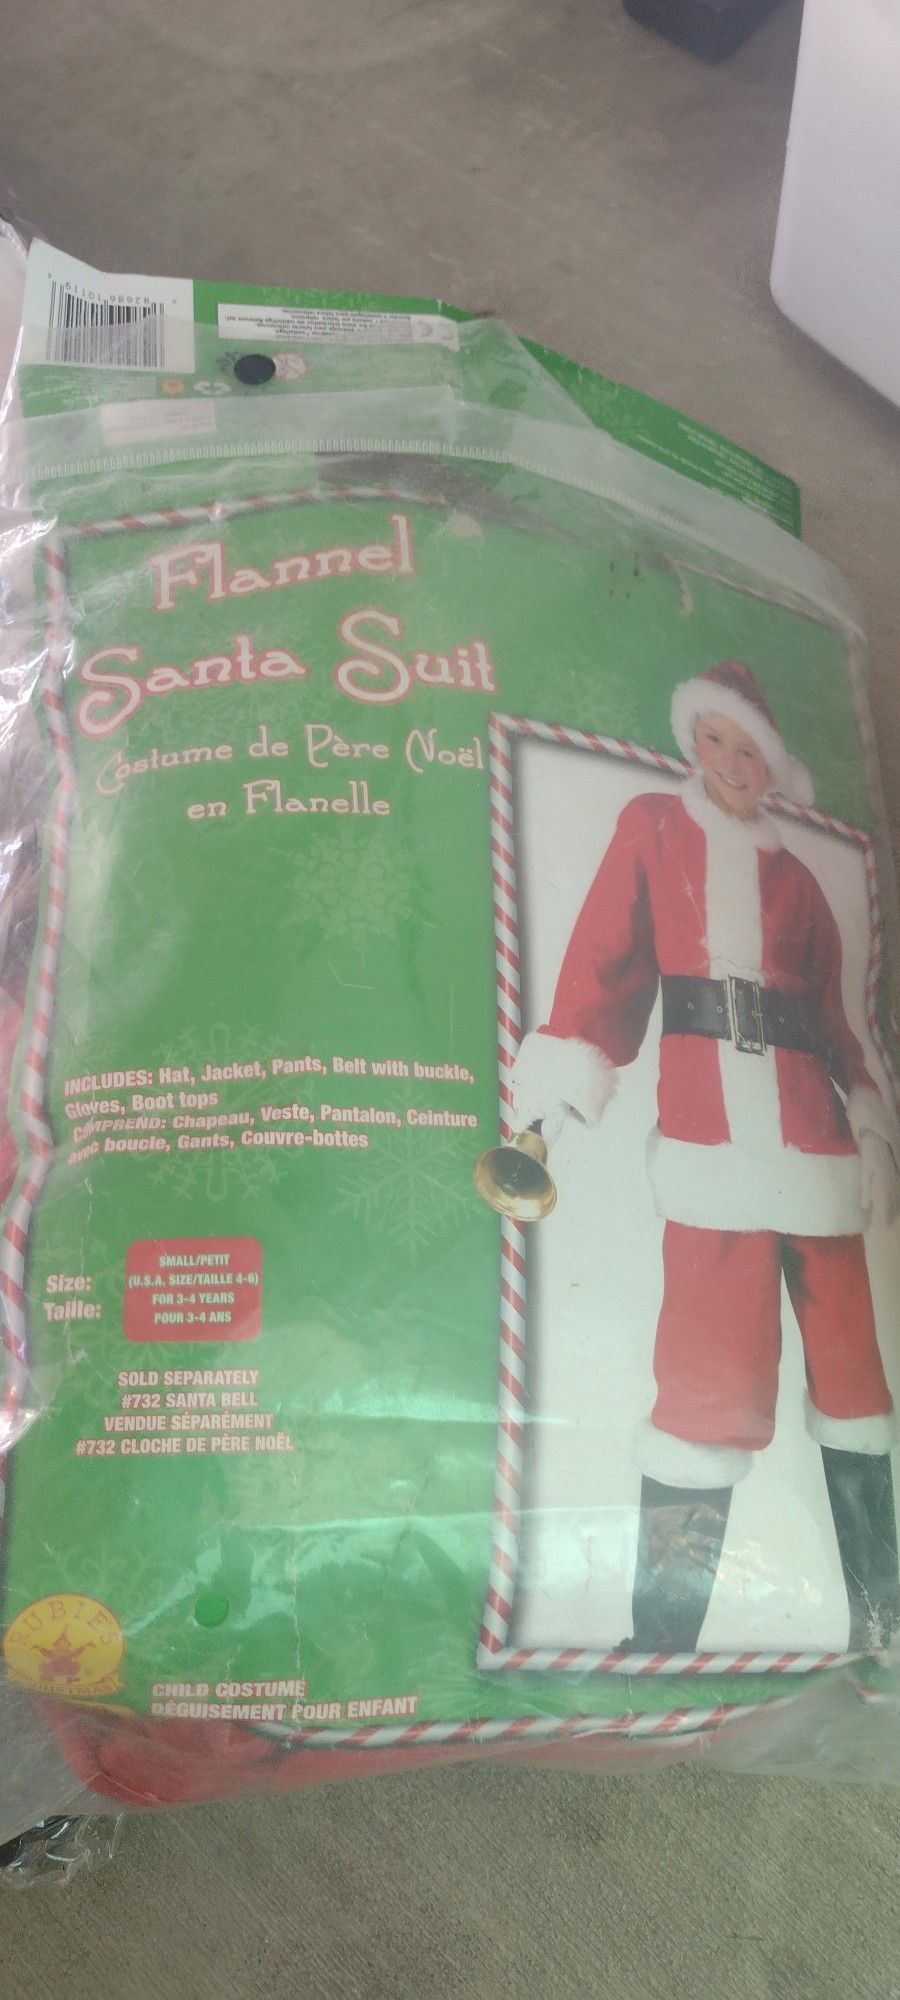 Flannel
Santa Suit
Costume de Père Noël
en Flanelle
INCLUDES: Hat, Jacket, Pants, Belt with buckle,
Gloves, Boot tops
COMPREND: Chapeau, Veste, Pantalon, Ceinture
avec boucle, Gants, Couvre-bottes
Size:
Taille:
SMALL/PETIT
(U.S.A. SIZE/TAILLE 4-6)
FOR 3-4 YEARS
POUR 3-4 ANS
SOLD SEPARATELY
#732 SANTA BELL
VENDUE SÉPARÉMENT
#732 CLOCHE DE PÈRE NOËL
RUBIE'S
CHRISTMAS
CHILD COSTUME
DÉGUISEMENT POUR ENFANT